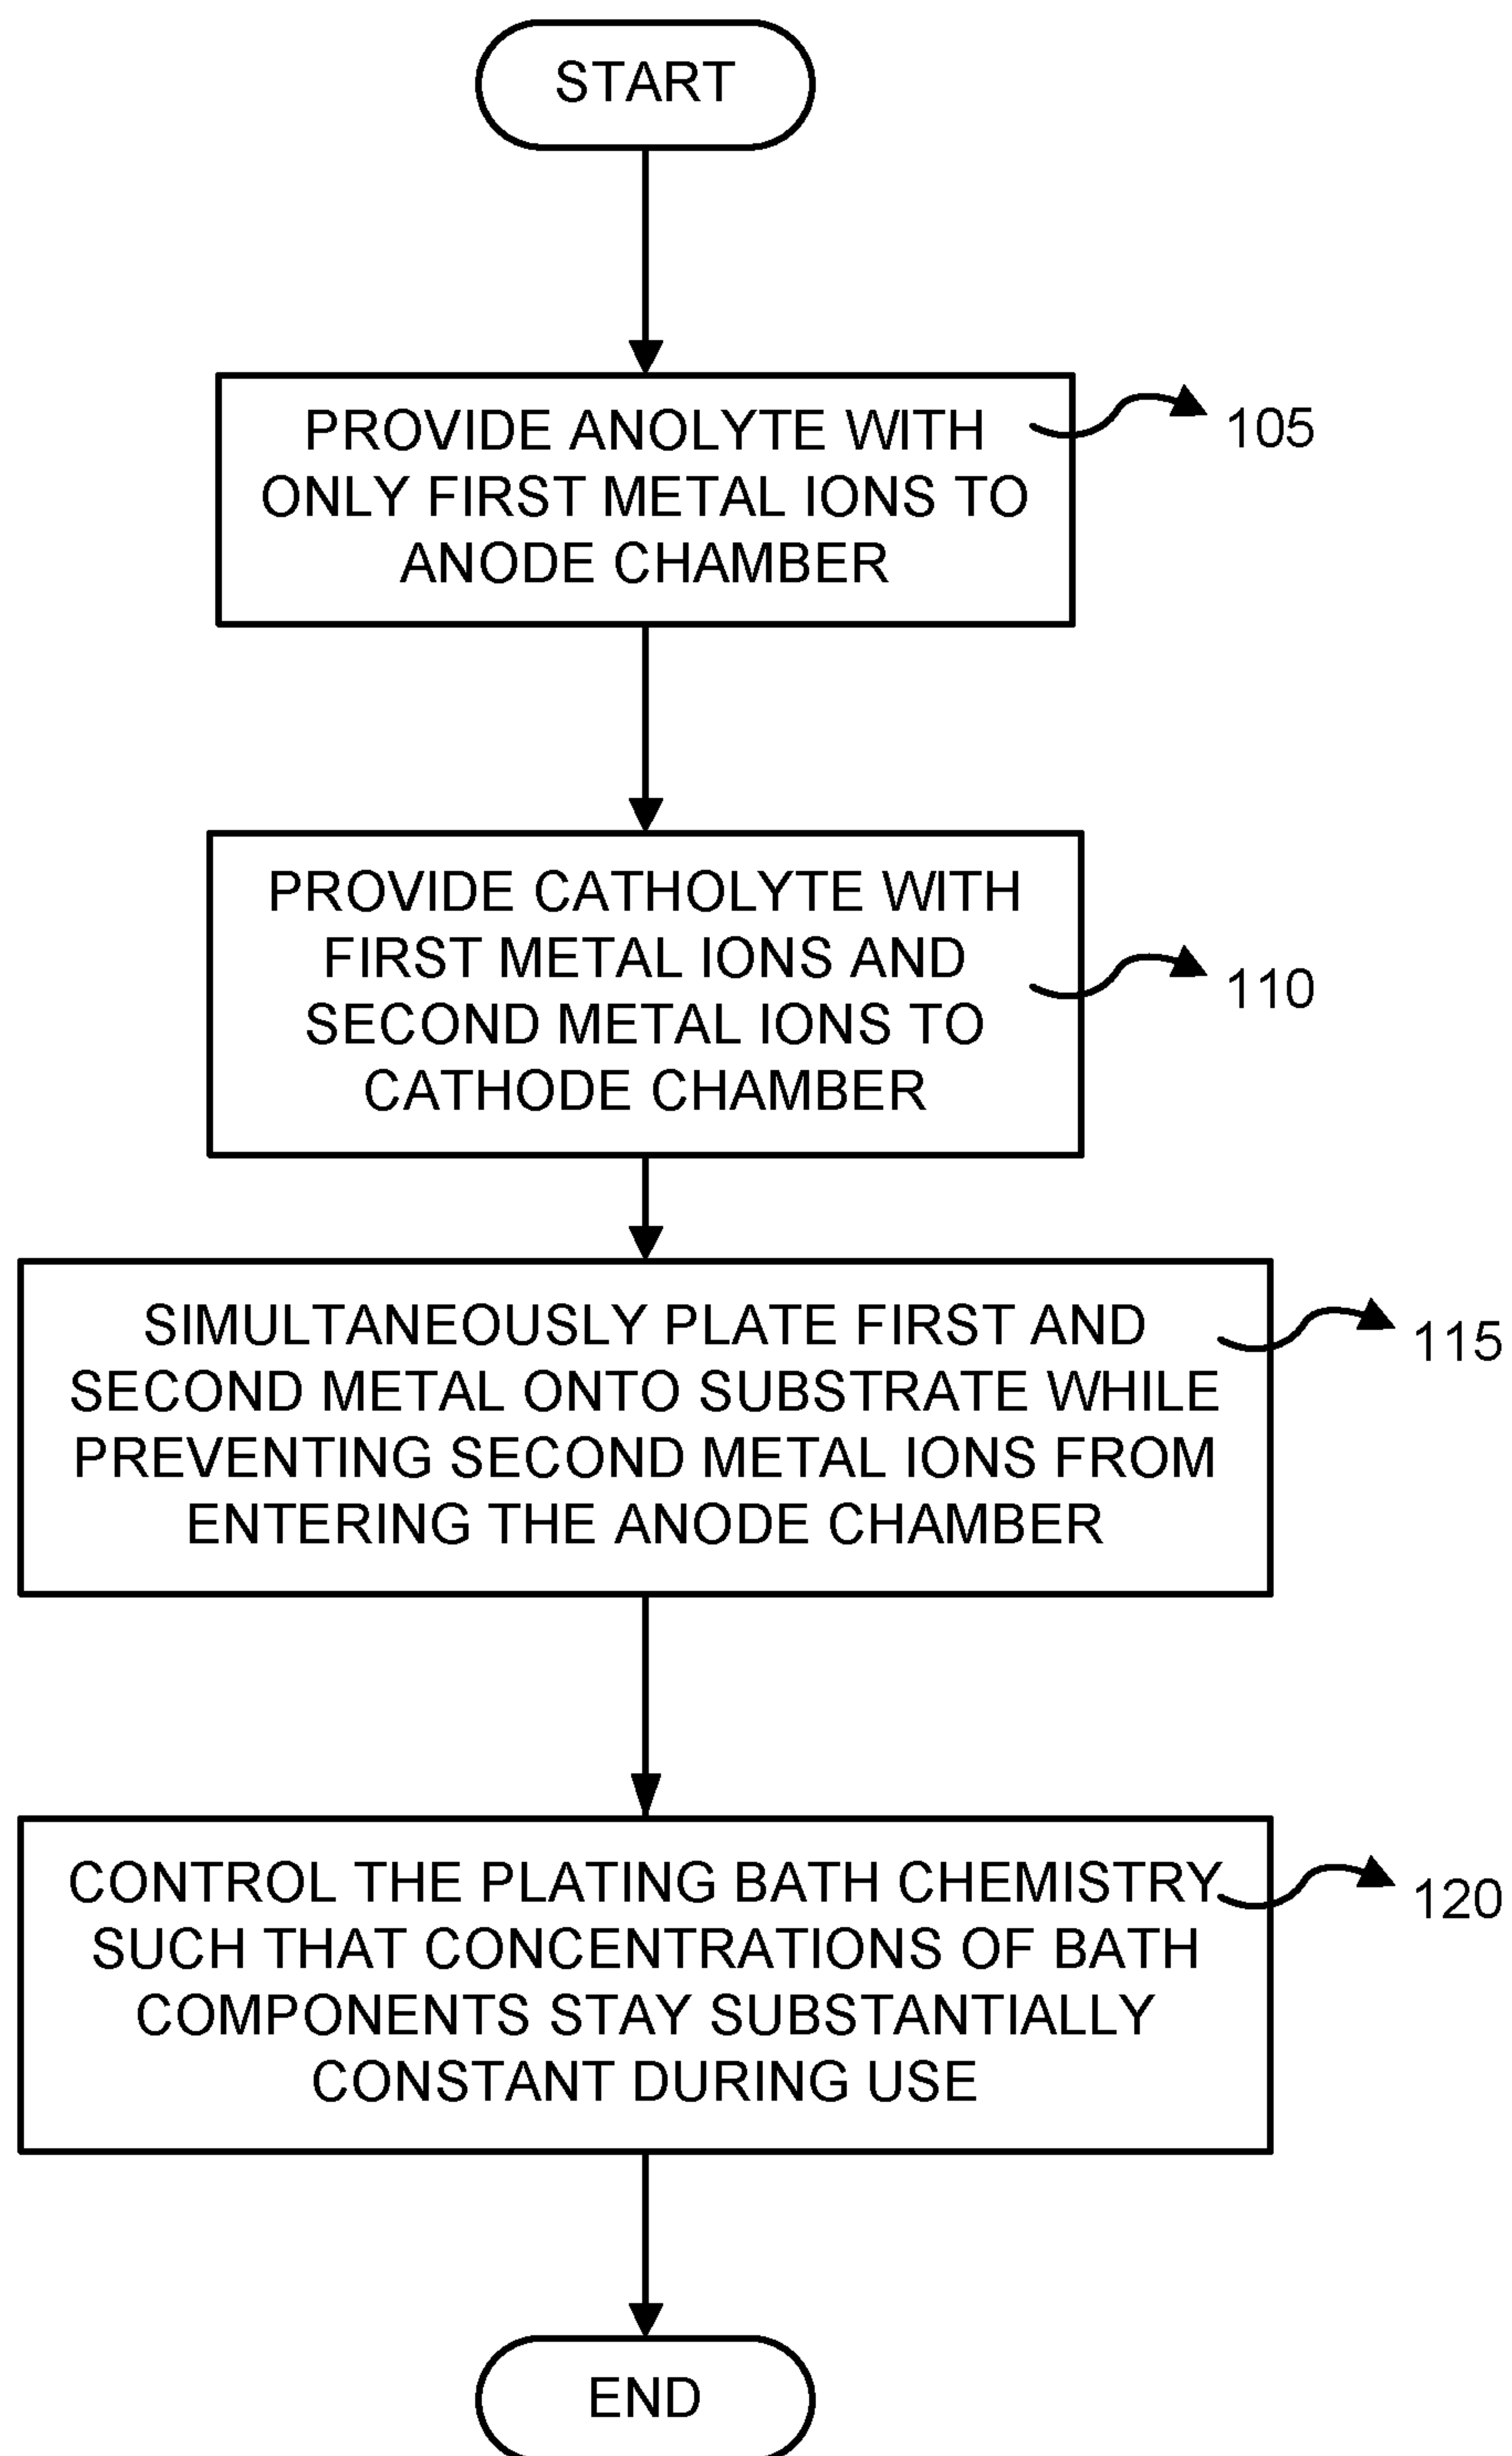 START
PROVIDE ANOLYTE WITH
ONLY FIRST METAL IONS TO
ANODE CHAMBER
105
PROVIDE CATHOLYTE WITH
FIRST METAL IONS AND
SECOND METAL IONS TO
CATHODE CHAMBER
110
SIMULTANEOUSLY PLATE FIRST AND
SECOND METAL ONTO SUBSTRATE WHILE
PREVENTING SECOND METAL IONS FROM
ENTERING THE ANODE CHAMBER
115
CONTROL THE PLATING BATH CHEMISTRY
SUCH THAT CONCENTRATIONS OF BATH
COMPONENTS STAY SUBSTANTIALLY
CONSTANT DURING USE
120
END